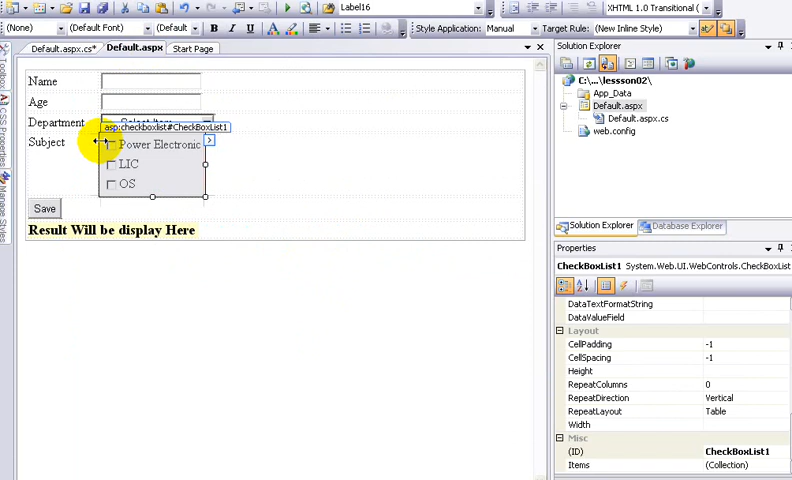 Label16
XHTML 1.0 Transitional (
(None)
(Default Font)
(Default
B I U
A
Style Application:
Manual
Target Rule:
(New Inline Style)
Default.aspx.cs*
Default.aspx
Start Page
Toolbox
CSS Properties
Manage Styles
Name
Age
Department
Select Item
asp:checkboxlist#CheckBoxList1
Subject
Power Electronic
LIC
OS
Save
Result Will be display Here
Solution Explorer
C:\...\lessson02\
App_Data
Default.aspx
Default.aspx.cs
web.config
Solution Explorer
Database Explorer
Properties
CheckBoxList1 System.Web.UI.WebControls.CheckBoxList
DataTextFormatString
DataValueField
Layout
CellPadding -1
CellSpacing -1
Height
RepeatColumns 0
RepeatDirection Vertical
RepeatLayout Table
Width
Misc
(ID) CheckBoxList1
Items (Collection)